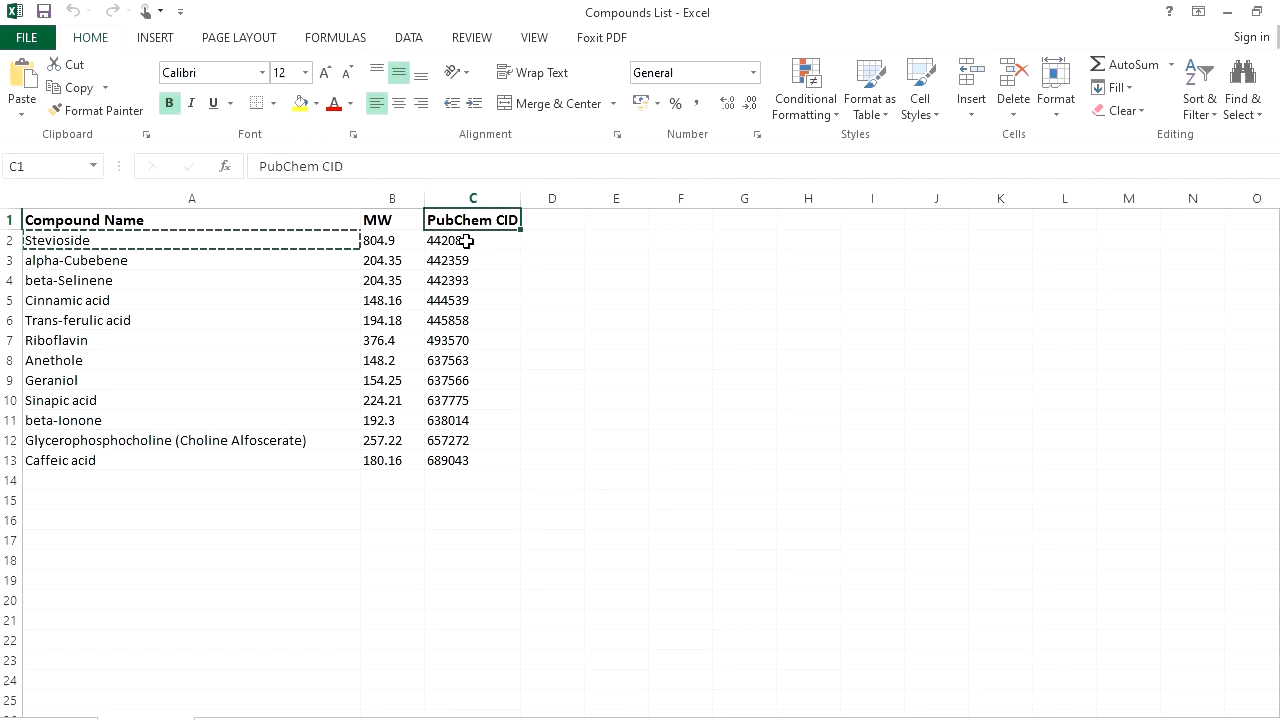 Compounds List - Excel
Sign in
FILE HOME INSERT PAGE LAYOUT FORMULAS DATA REVIEW VIEW Foxit PDF
Paste
Cut
Copy
Format Painter
Clipboard
Calibri 12
B I U
Font
Wrap Text
Merge & Center
Alignment
General
Number
Conditional Formatting
Format as Table
Cell Styles
Styles
Insert Delete Format
Cells
AutoSum
Fill
Clear
Sort & Filter
Find & Select
Editing
C1 fx PubChem CID
A B C D E F G H I J K L M N O
1 Compound Name MW PubChem CID
2 Stevioside 804.9
3 alpha-Cubebene 204.35 442359
4 beta-Selinene 204.35 442393
5 Cinnamic acid 148.16 444539
6 Trans-ferulic acid 194.18 445858
7 Riboflavin 376.4 493570
8 Anethole 148.2 637563
9 Geraniol 154.25 637566
10 Sinapic acid 224.21 637775
11 beta-Ionone 192.3 638014
12 Glycerophosphocholine (Choline Alfoscerate) 257.22 657272
13 Caffeic acid 180.16 689043
14
15
16
17
18
19
20
21
22
23
24
25